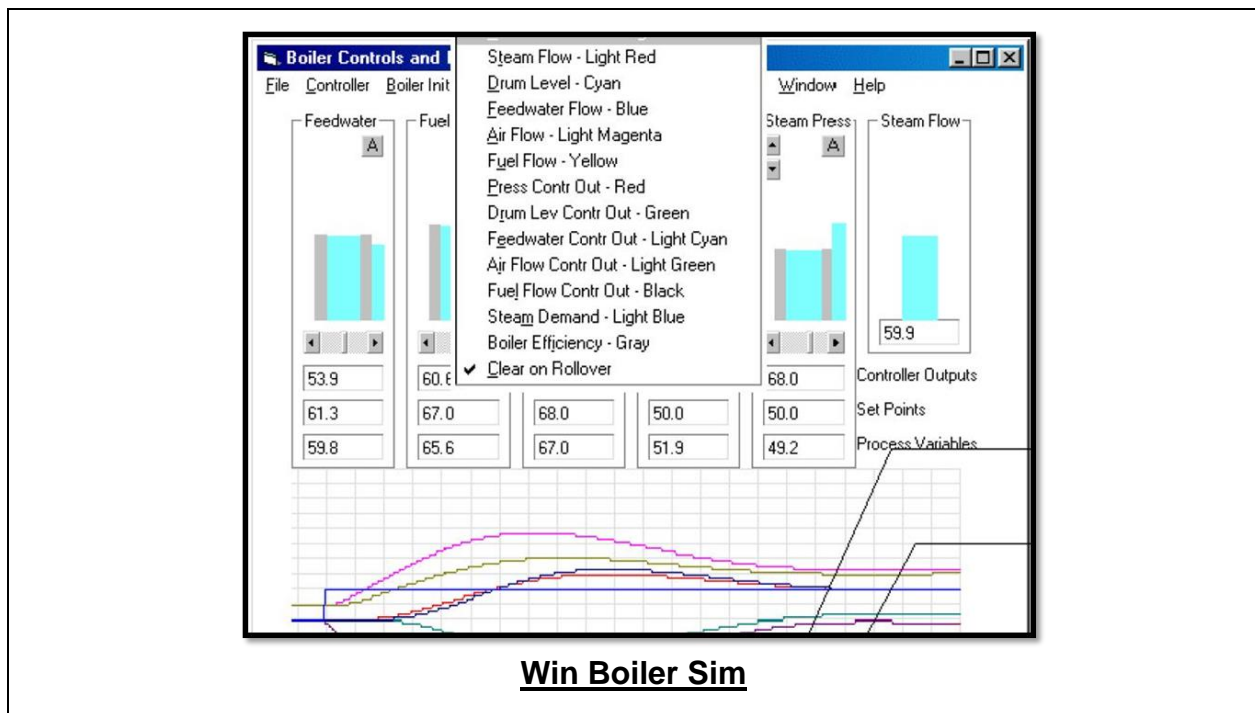 Boiler Controls and
File Controller Boiler Init Window Help
Steam Flow - Light Red
Drum Level - Cyan
Feedwater Flow - Blue
Air Flow - Light Magenta
Fuel Flow - Yellow
Press Contr Out - Red
Drum Lev Contr Out - Green
Feedwater Contr Out - Light Cyan
Air Flow Contr Out - Light Green
Fuel Flow Contr Out - Black
Steam Demand - Light Blue
Boiler Efficiency - Gray
Clear on Rollover
Feedwater Fuel Steam Press Steam Flow
A A
59.9
53.9 60.6 68.0 Controller Outputs
61.3 67.0 68.0 50.0 50.0 Set Points
59.8 65.6 67.0 51.9 49.2 Process Variables
Win Boiler Sim